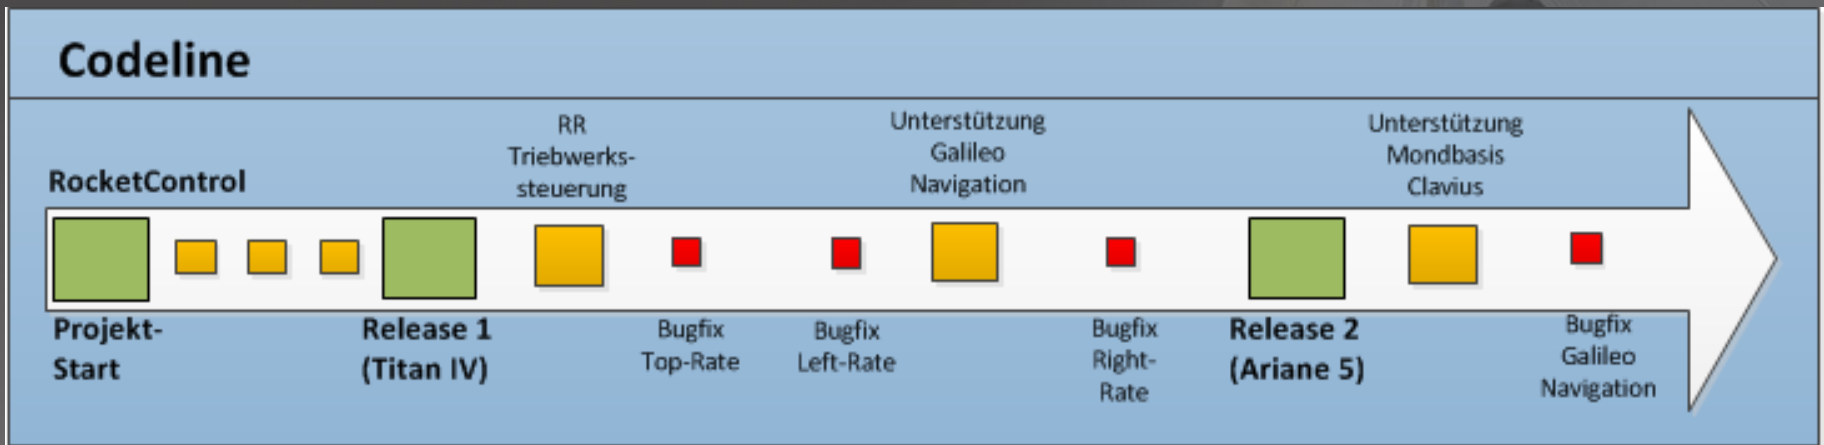 Codeline
RR
Triebwerks-
steuerung
Unterstützung
Galileo
Navigation
Unterstützung
Mondbasis
Clavius
RocketControl
Projekt-
Start
Release 1
(Titan IV)
Bugfix
Top-Rate
Bugfix
Left-Rate
Bugfix
Right-
Rate
Release 2
(Ariane 5)
Bugfix
Galileo
Navigation